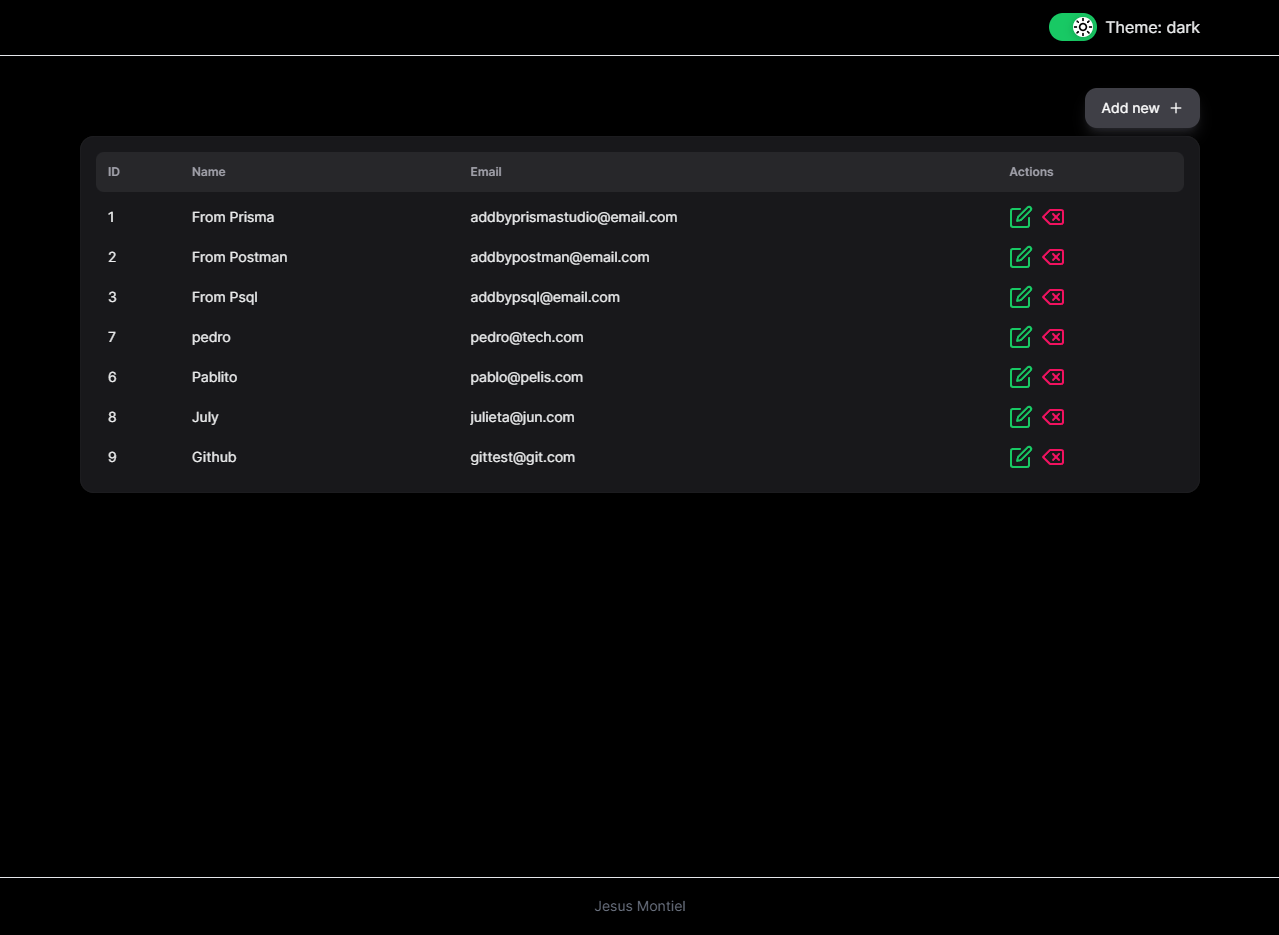 Theme: dark
Add new
ID Name Email Actions
1 From Prisma addbyprismastudio@email.com
2 From Postman addbypostman@email.com
3 From Psql addbypsql@email.com
7 pedro pedro@tech.com
6 Pablito pablo@pelis.com
8 July julieta@jun.com
9 Github gittest@git.com
Jesus Montiel